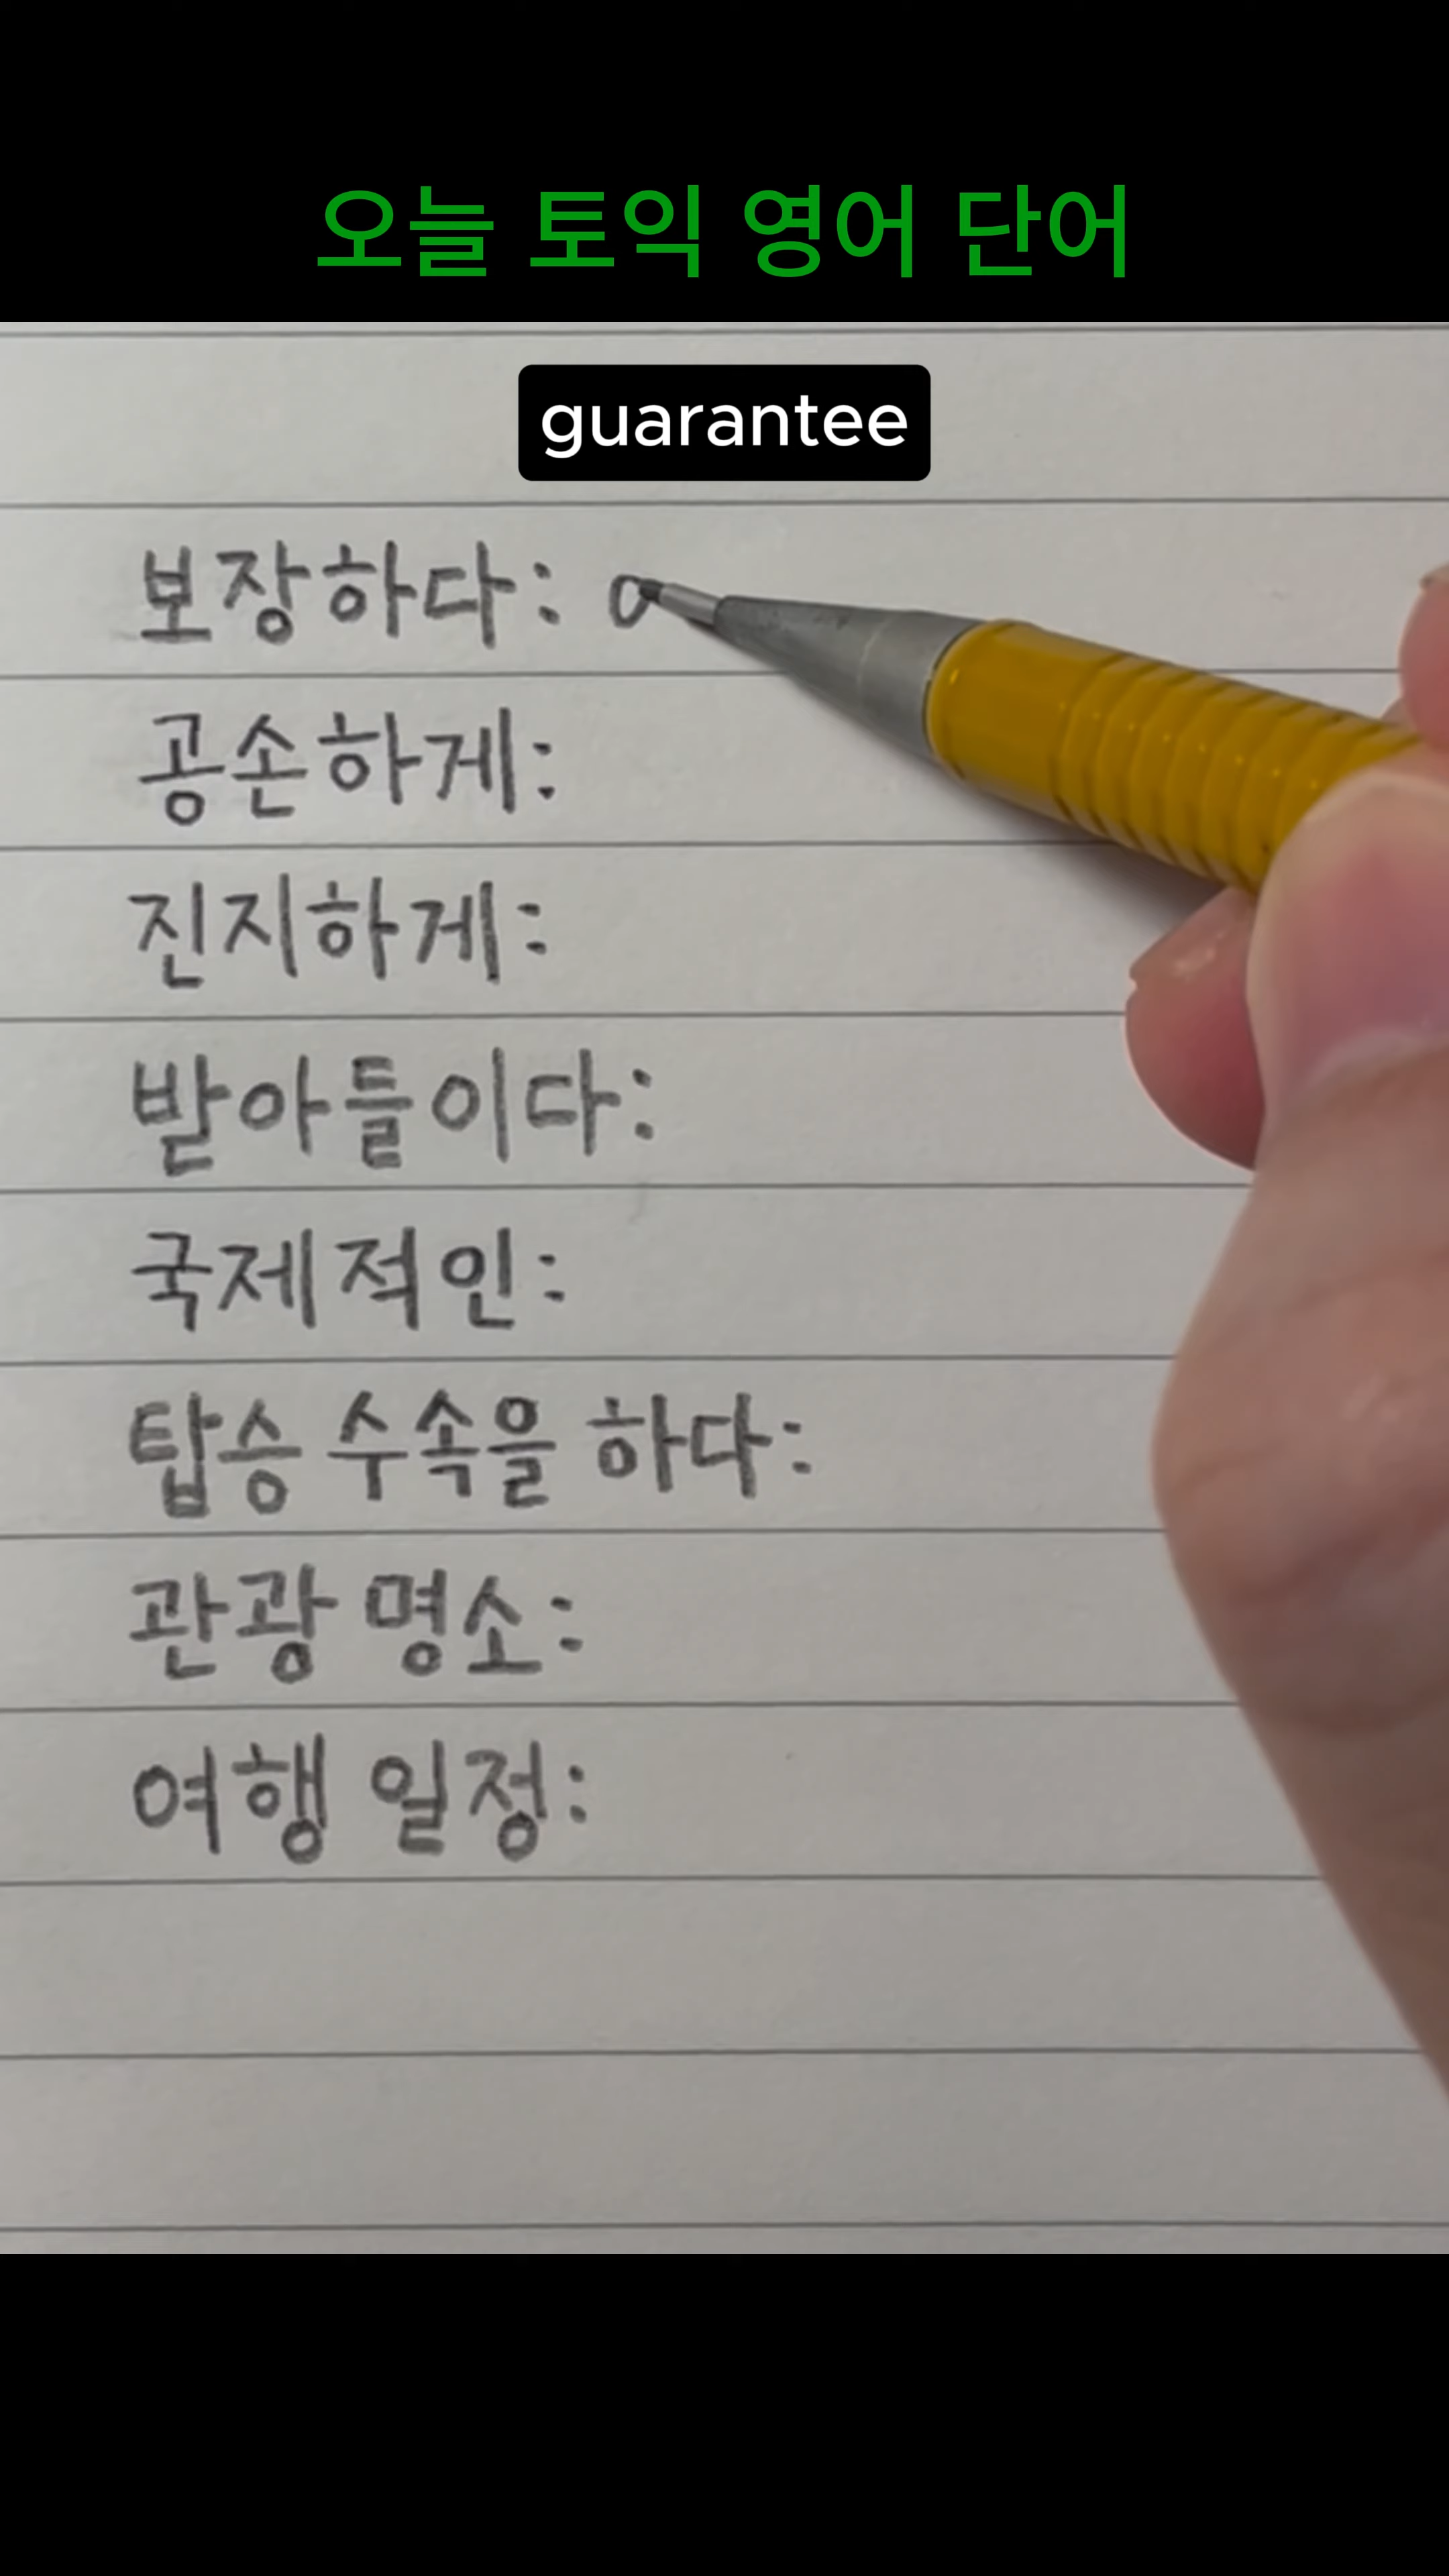 오늘 토익 영어 단어
guarantee
보장하다:
공손하게:
진지하게:
받아들이다:
국제적인:
탑승 수속을 하다:
관광 명소:
여행 일정: